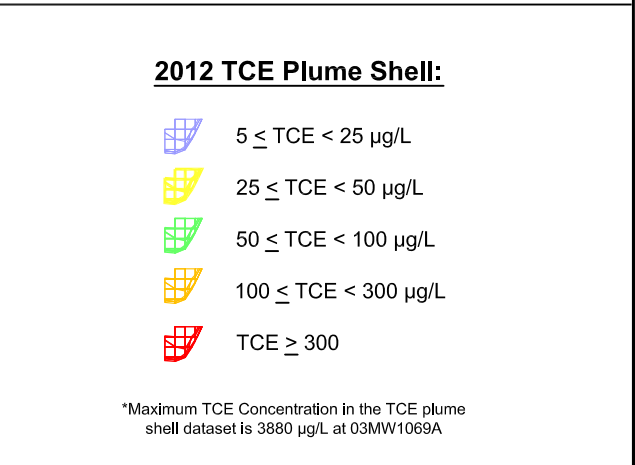 2012 TCE Plume Shell:
5 ≤ TCE < 25 µg/L
25 ≤ TCE < 50 µg/L
50 ≤ TCE < 100 µg/L
100 ≤ TCE < 300 µg/L
TCE ≥ 300
*Maximum TCE Concentration in the TCE plume
shell dataset is 3880 µg/L at 03MW1069A